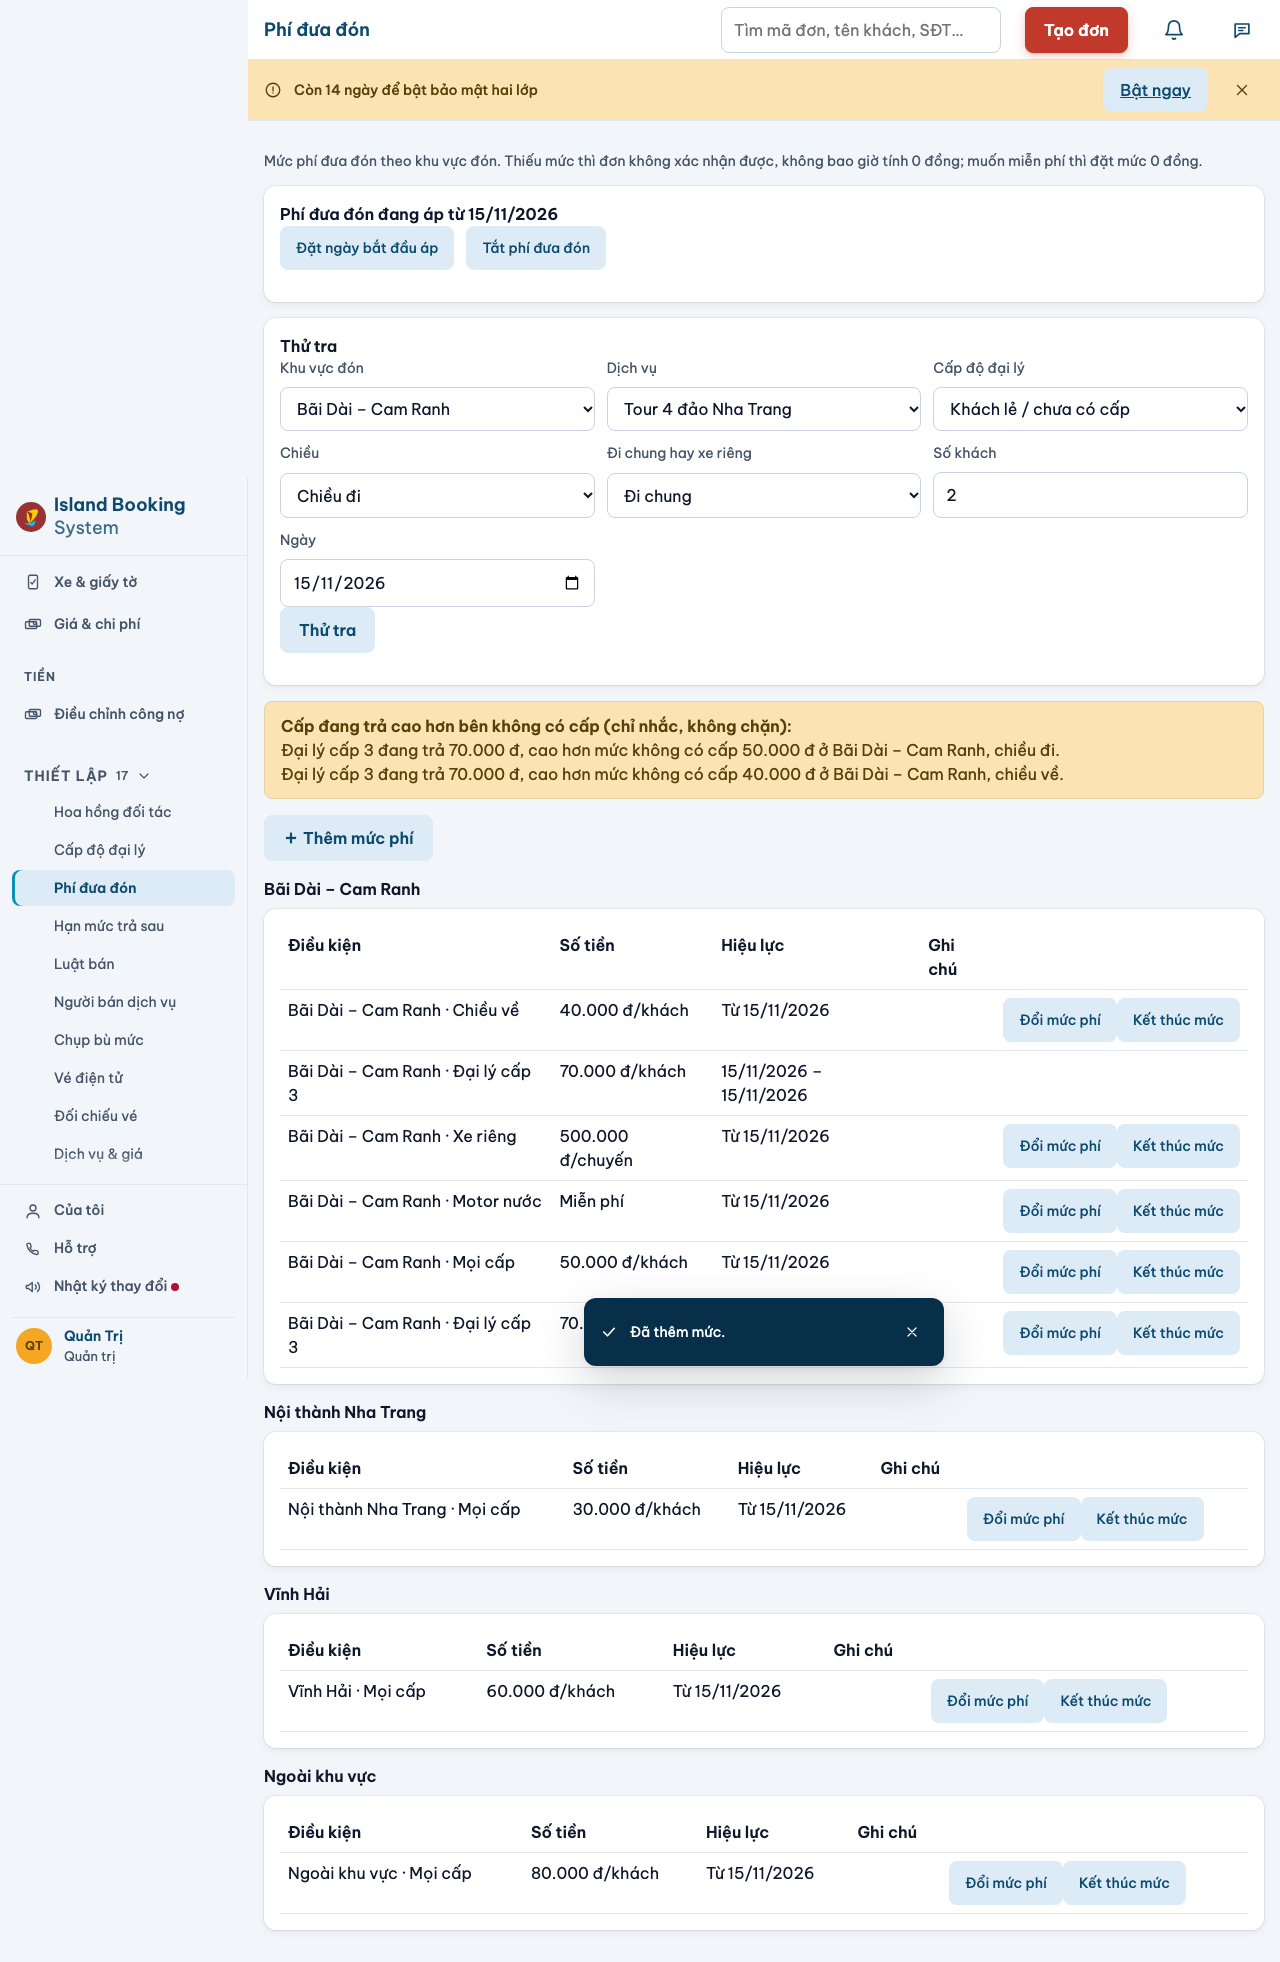 Phí đưa đón
Tìm mã đơn, tên khách, SĐT...
Tạo đơn
Còn 14 ngày để bật bảo mật hai lớp
Bật ngay
Mức phí đưa đón theo khu vực đón. Thiếu mức thì đơn không xác nhận được, không bao giờ tính 0 đồng; muốn miễn phí thì đặt mức 0 đồng.
Phí đưa đón đang áp từ 15/11/2026
Đặt ngày bắt đầu áp
Tắt phí đưa đón
Thử tra
Khu vực đón
Dịch vụ
Cấp độ đại lý
Bãi Dài – Cam Ranh
Tour 4 đảo Nha Trang
Khách lẻ / chưa có cấp
Chiều
Đi chung hay xe riêng
Số khách
Chiều đi
Đi chung
2
Ngày
15/11/2026
Thử tra
Island Booking
System
Xe & giấy tờ
Giá & chi phí
TIỀN
Điều chỉnh công nợ
THIẾT LẬP 17
Hoa hồng đối tác
Cấp độ đại lý
Phí đưa đón
Hạn mức trả sau
Luật bán
Người bán dịch vụ
Chụp bù mức
Vé điện tử
Đối chiếu vé
Dịch vụ & giá
Của tôi
Hỗ trợ
Nhật ký thay đổi
QT
Quản Trị
Quản trị
Cấp đang trả cao hơn bên không có cấp (chỉ nhắc, không chặn):
Đại lý cấp 3 đang trả 70.000 đ, cao hơn mức không có cấp 50.000 đ ở Bãi Dài – Cam Ranh, chiều đi.
Đại lý cấp 3 đang trả 70.000 đ, cao hơn mức không có cấp 40.000 đ ở Bãi Dài – Cam Ranh, chiều về.
+ Thêm mức phí
Bãi Dài – Cam Ranh
Điều kiện
Số tiền
Hiệu lực
Ghi
chú
Bãi Dài – Cam Ranh · Chiều về
40.000 đ/khách
Từ 15/11/2026
Đổi mức phí
Kết thúc mức
Bãi Dài – Cam Ranh · Đại lý cấp
3
70.000 đ/khách
15/11/2026 –
15/11/2026
Bãi Dài – Cam Ranh · Xe riêng
500.000
đ/chuyến
Từ 15/11/2026
Đổi mức phí
Kết thúc mức
Bãi Dài – Cam Ranh · Motor nước
Miễn phí
Từ 15/11/2026
Đổi mức phí
Kết thúc mức
Bãi Dài – Cam Ranh · Mọi cấp
50.000 đ/khách
Từ 15/11/2026
Đổi mức phí
Kết thúc mức
Bãi Dài – Cam Ranh · Đại lý cấp
3
70.
Đổi mức phí
Kết thúc mức
Đã thêm mức.
Nội thành Nha Trang
Điều kiện
Số tiền
Hiệu lực
Ghi chú
Nội thành Nha Trang · Mọi cấp
30.000 đ/khách
Từ 15/11/2026
Đổi mức phí
Kết thúc mức
Vĩnh Hải
Điều kiện
Số tiền
Hiệu lực
Ghi chú
Vĩnh Hải · Mọi cấp
60.000 đ/khách
Từ 15/11/2026
Đổi mức phí
Kết thúc mức
Ngoài khu vực
Điều kiện
Số tiền
Hiệu lực
Ghi chú
Ngoài khu vực · Mọi cấp
80.000 đ/khách
Từ 15/11/2026
Đổi mức phí
Kết thúc mức